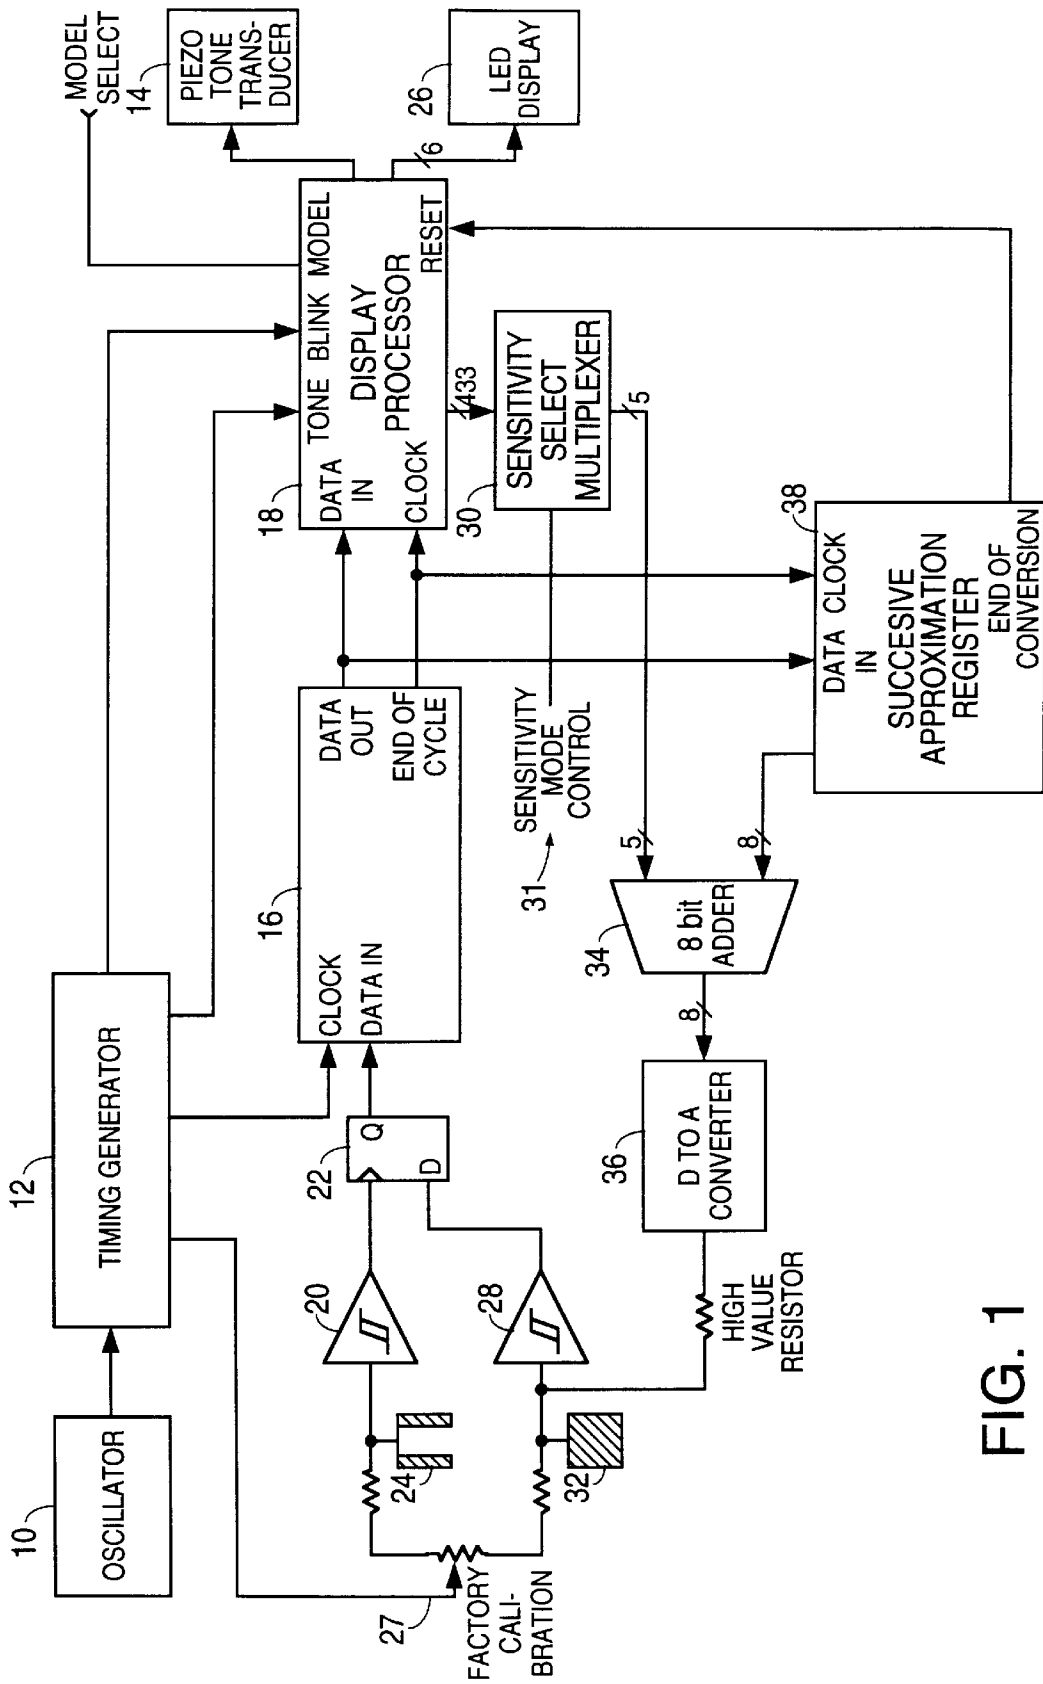 10
OSCILLATOR
12
TIMING GENERATOR
MODEL
SELECT
14
PIEZO
TONE
TRANS-
DUCER
26
LED
DISPLAY
6
18
TONE BLINK MODEL
DATA
IN
DISPLAY
PROCESSOR
CLOCK
RESET
433
16
CLOCK
DATA IN
DATA
OUT
END OF
CYCLE
30
SENSITIVITY
SELECT
MULTIPLEXER
5
31
SENSITIVITY
MODE
CONTROL
20
22
Q
D
24
27
FACTORY
CALI-
BRATION
28
32
HIGH
VALUE
RESISTOR
36
D TO A
CONVERTER
8
34
8 bit
ADDER
5
8
38
DATA CLOCK
IN
SUCCESIVE
APPROXIMATION
REGISTER
END OF
CONVERSION
FIG. 1